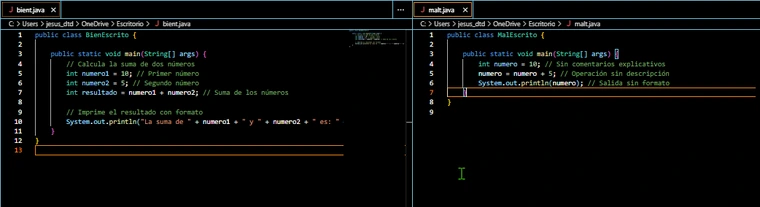 bient.java
C: > Users > jesus_dtd > OneDrive > Escritorio > bient.java
1 public class BienEscrito {
2
3 public static void main(String[] args) {
4 // Calcula la suma de dos números
5 int numero1 = 10; // Primer número
6 int numero2 = 5; // Segundo número
7 int resultado = numero1 + numero2; // Suma de los números
8
9 // Imprime el resultado con formato
10 System.out.println("La suma de " + numero1 + " y " + numero2 + " es: "
11 }
12 }
13
malt.java
C: > Users > jesus_dtd > OneDrive > Escritorio > malt.java
1 public class MalEscrito {
2
3 public static void main(String[] args) {
4 int numero = 10; // Sin comentarios explicativos
5 numero = numero + 5; // Operación sin descripción
6 System.out.println(numero); // Salida sin formato
7 }
8 }
9